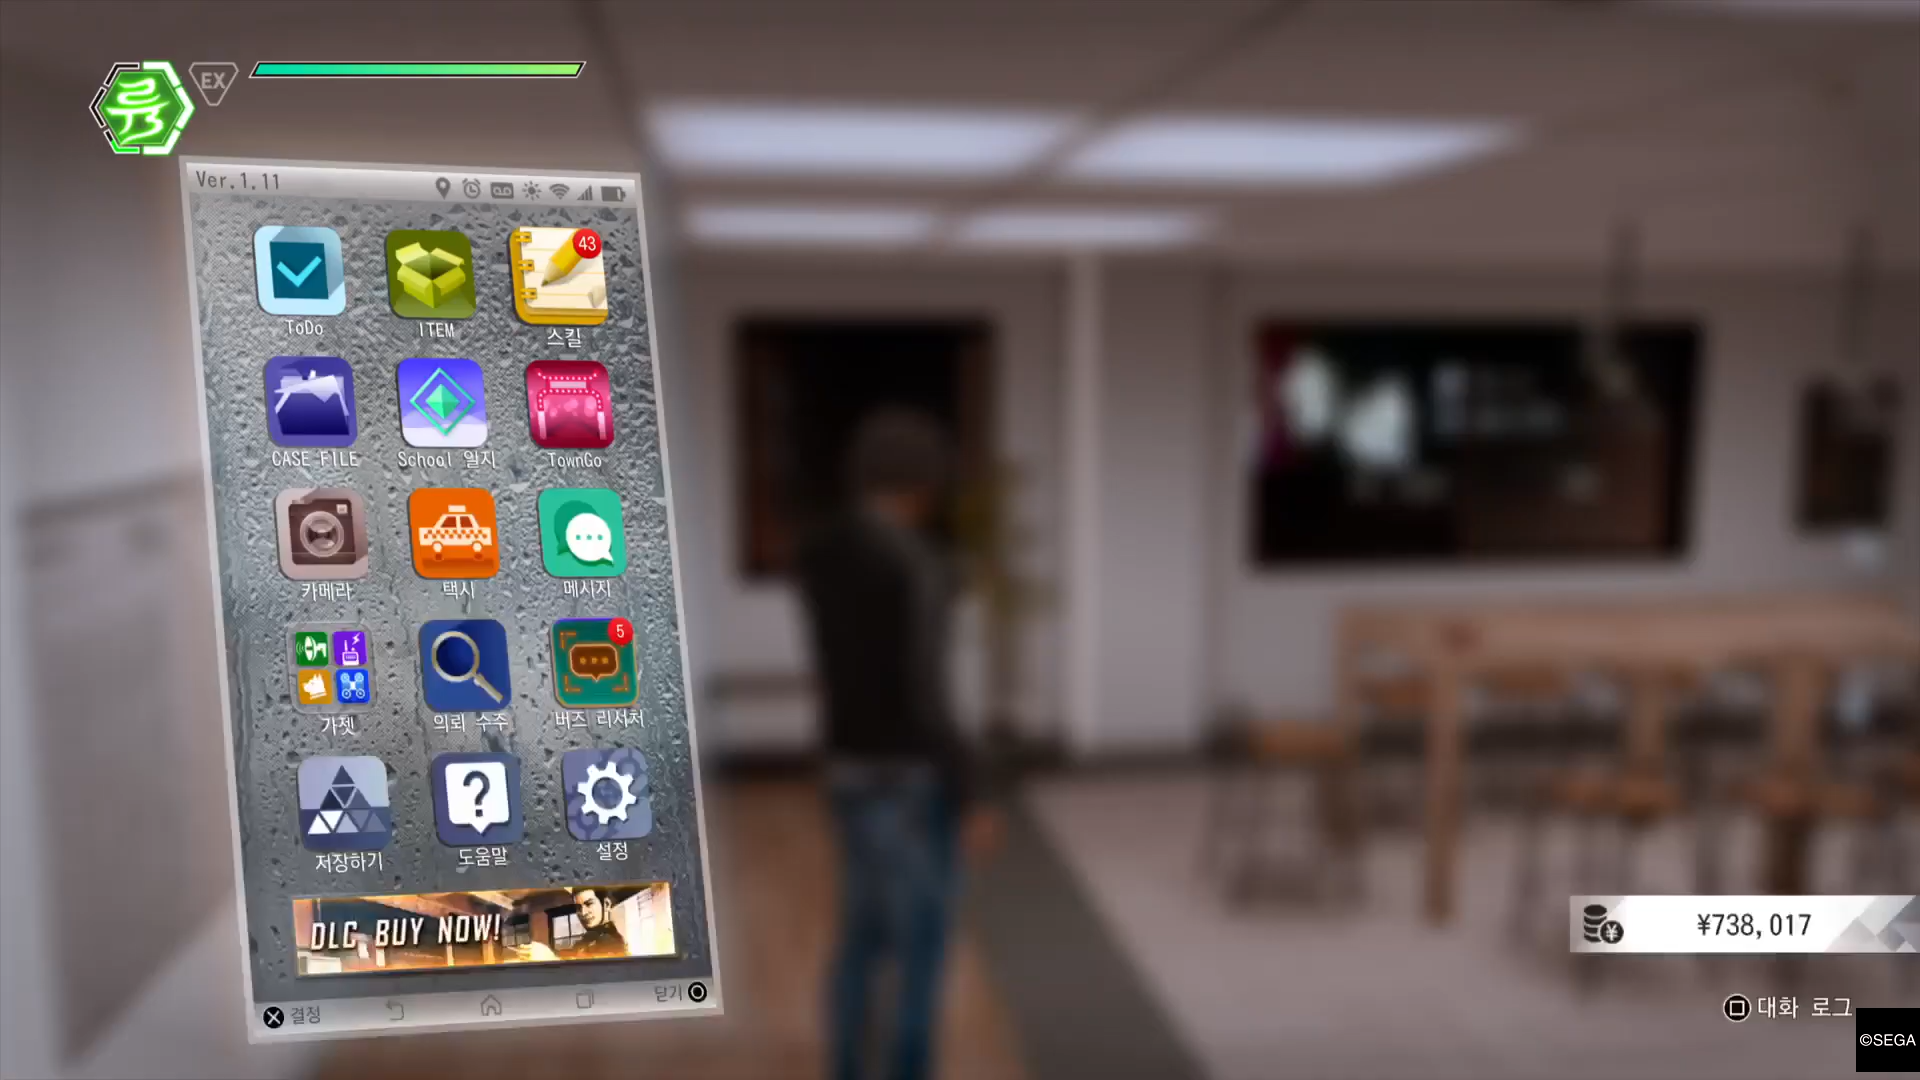 流
EX
Ver.1.11
43
ToDo
ITEM
스킬
CASE FILE
School 일지
TownGo
카메라
택시
메시지
5
가젯
의뢰 수주
버즈 리서처
저장하기
도움말
설정
DLC BUY NOW!
결정
닫기
¥738,017
대화 로그
©SEGA